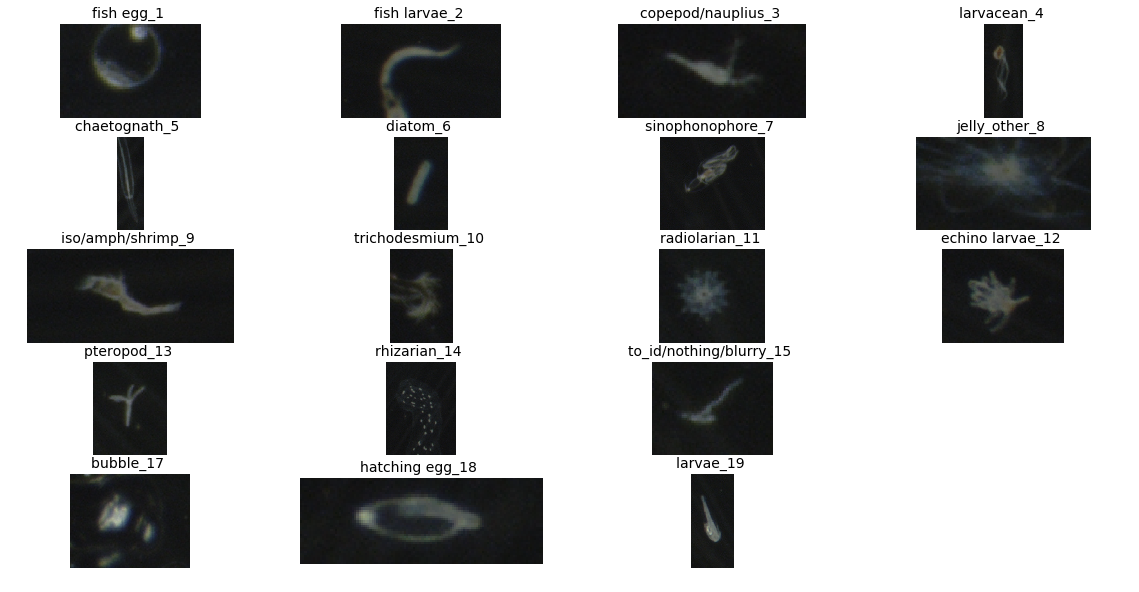 fish egg_1
fish larvae_2
copepod/nauplius_3
larvacean_4
chaetognath_5
diatom_6
sinophonophore_7
jelly_other_8
iso/amph/shrimp_9
trichodesmium_10
radiolarian_11
echino larvae_12
pteropod_13
rhizarian_14
to_id/nothing/blurry_15
bubble_17
hatching egg_18
larvae_19